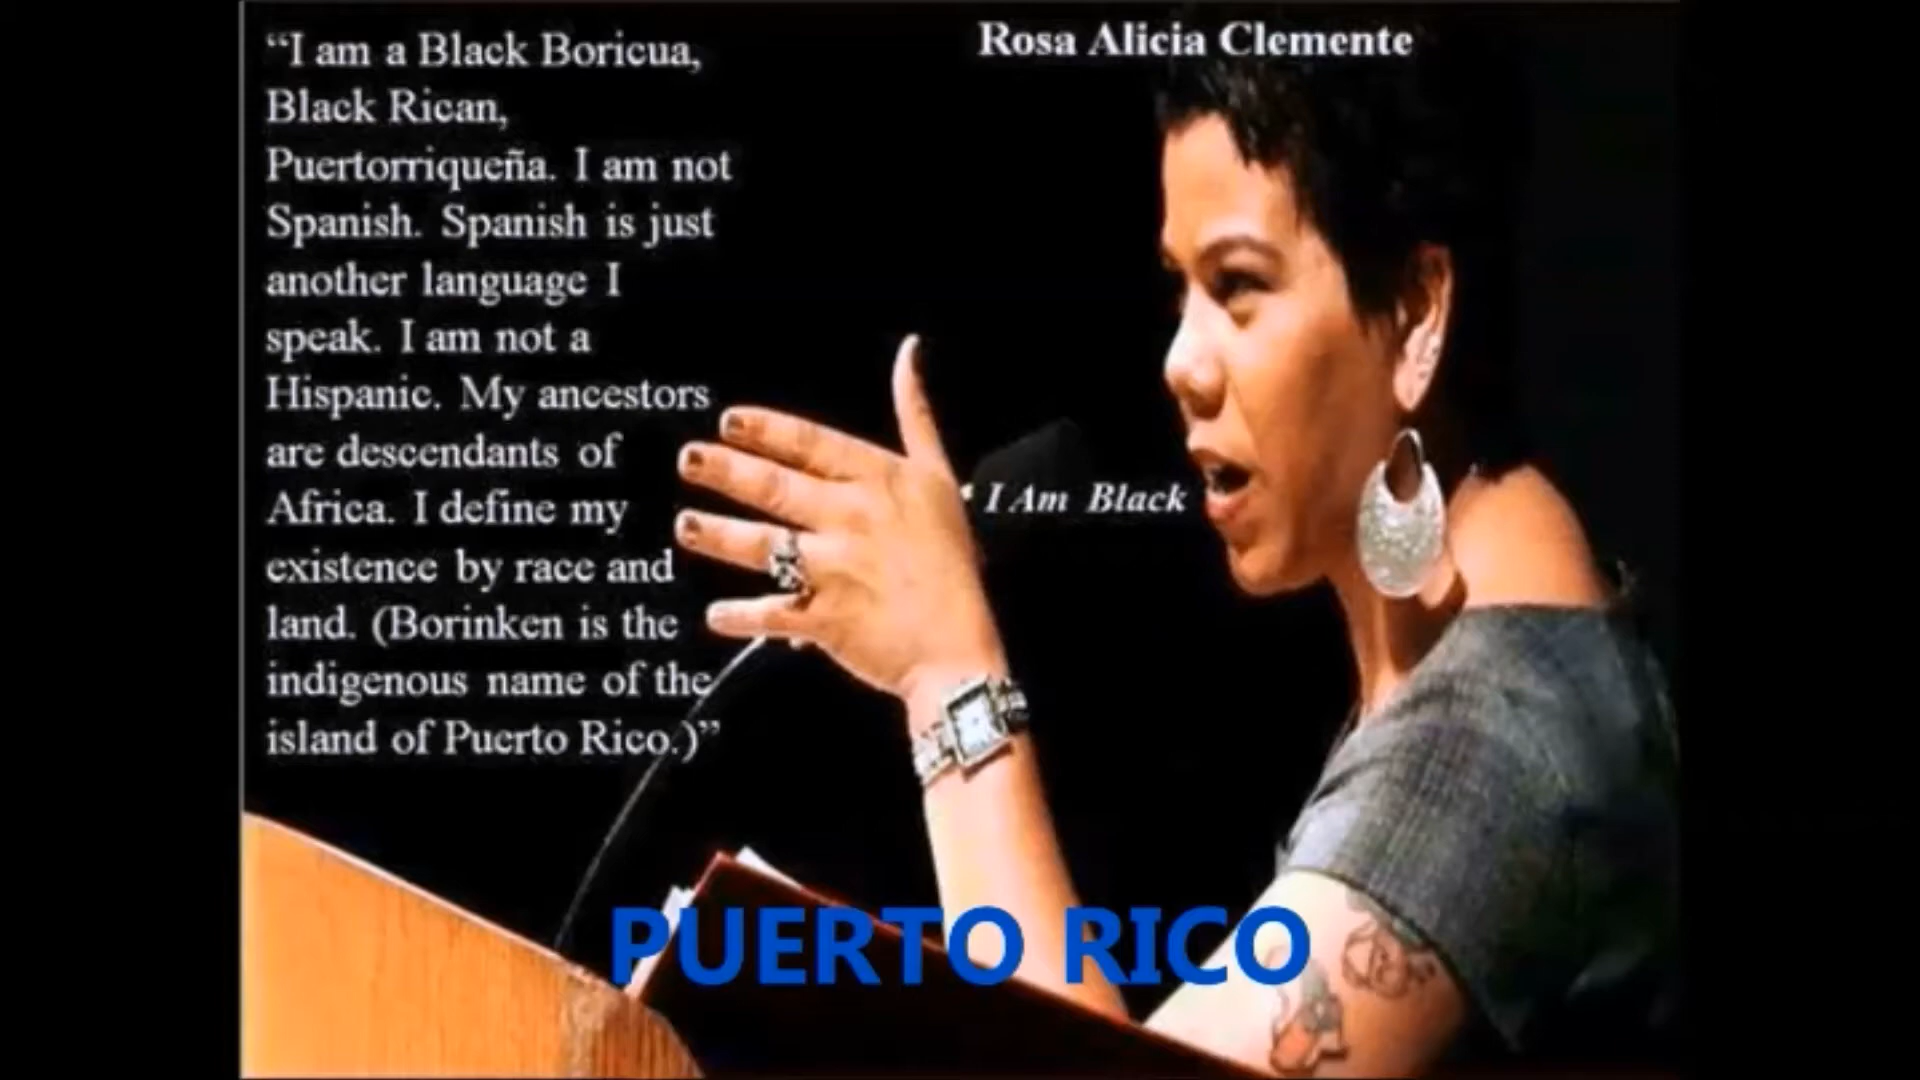 Rosa Alicia Clemente
“I am a Black Boricua,
Black Rican,
Puertorriqueña. I am not
Spanish. Spanish is just
another language I
speak. I am not a
Hispanic. My ancestors
are descendants of
Africa. I define my
existence by race and
land. (Borinken is the
indigenous name of the
island of Puerto Rico.)”
I Am Black
PUERTO RICO